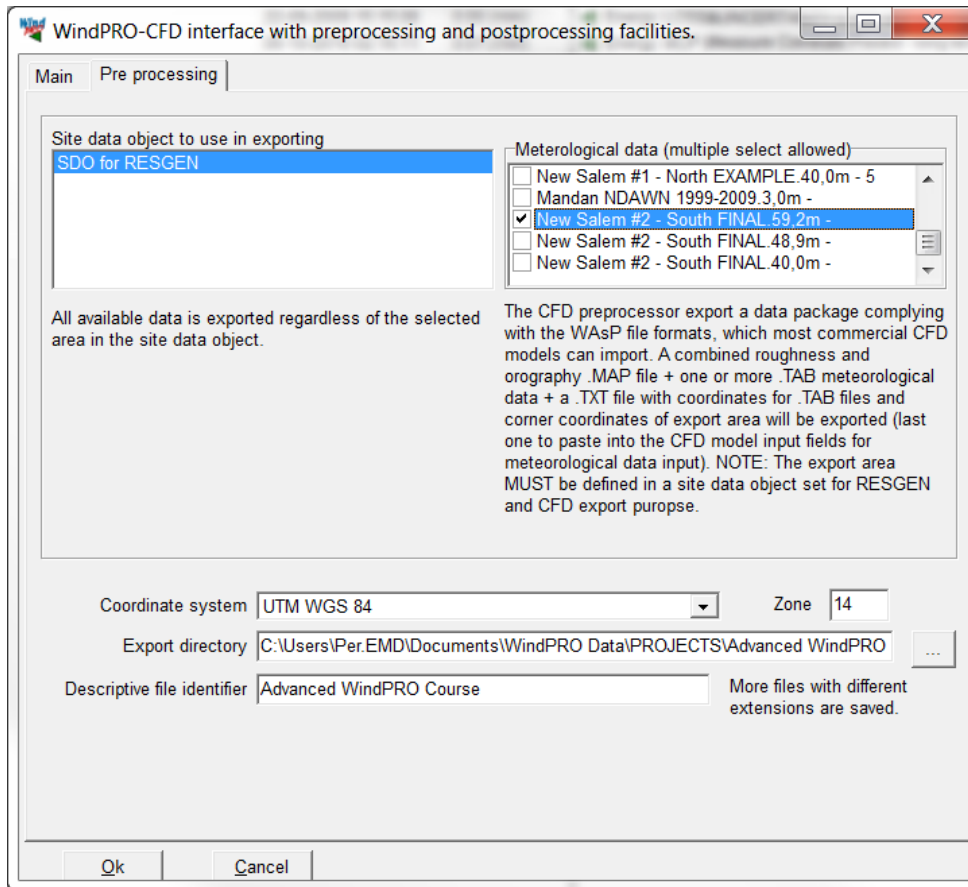 WindPRO-CFD interface with preprocessing and postprocessing facilities.
Main
Pre processing
Site data object to use in exporting
SDO for RESGEN
All available data is exported regardless of the selected
area in the site data object.
Meterological data (multiple select allowed)
New Salem #1 - North EXAMPLE.40,0m - 5
Mandan NDAWN 1999-2009.3,0m -
New Salem #2 - South FINAL.59,2m -
New Salem #2 - South FINAL.48,9m -
New Salem #2 - South FINAL.40,0m -
The CFD preprocessor export a data package complying
with the WAsP file formats, which most commercial CFD
models can import. A combined roughness and
orography .MAP file + one or more .TAB meteorological
data + a .TXT file with coordinates for .TAB files and
corner coordinates of export area will be exported (last
one to paste into the CFD model input fields for
meteorological data input). NOTE: The export area
MUST be defined in a site data object set for RESGEN
and CFD export puropse.
Coordinate system UTM WGS 84 Zone 14
Export directory C:\Users\Per.EMD\Documents\WindPRO Data\PROJECTS\Advanced WindPRO ...
Descriptive file identifier Advanced WindPRO Course
More files with different
extensions are saved.
Ok Cancel